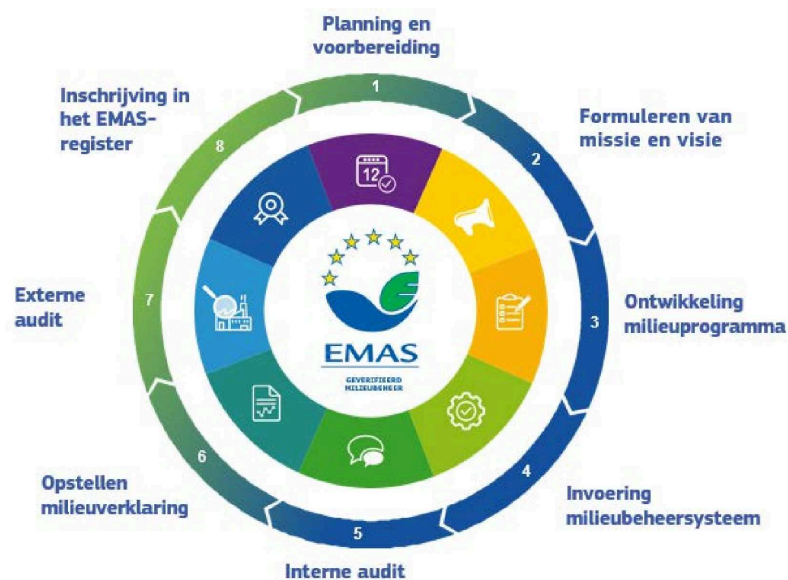 Planning en
voorbereiding
1
Formuleren van
missie en visie
2
Ontwikkeling
milieuprogramma
3
Invoering
milieubeheersysteem
4
Interne audit
5
Opstellen
milieuverklaring
6
Externe
audit
7
Inschrijving in
het EMAS-
register
8
12
EMAS
GEVERIFIEERD
MILIEUBEHEER